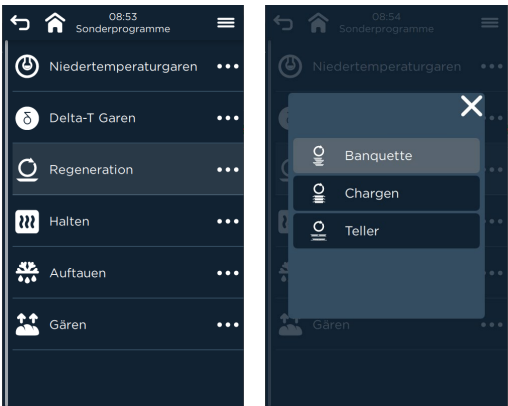 08:53
Sonderprogramme
Niedertemperaturgaren
δ
Delta-T Garen
Regeneration
Halten
Auftauen
Gären
08:54
Sonderprogramme
Niedertemperaturgaren
Banquette
Chargen
Teller
Gären